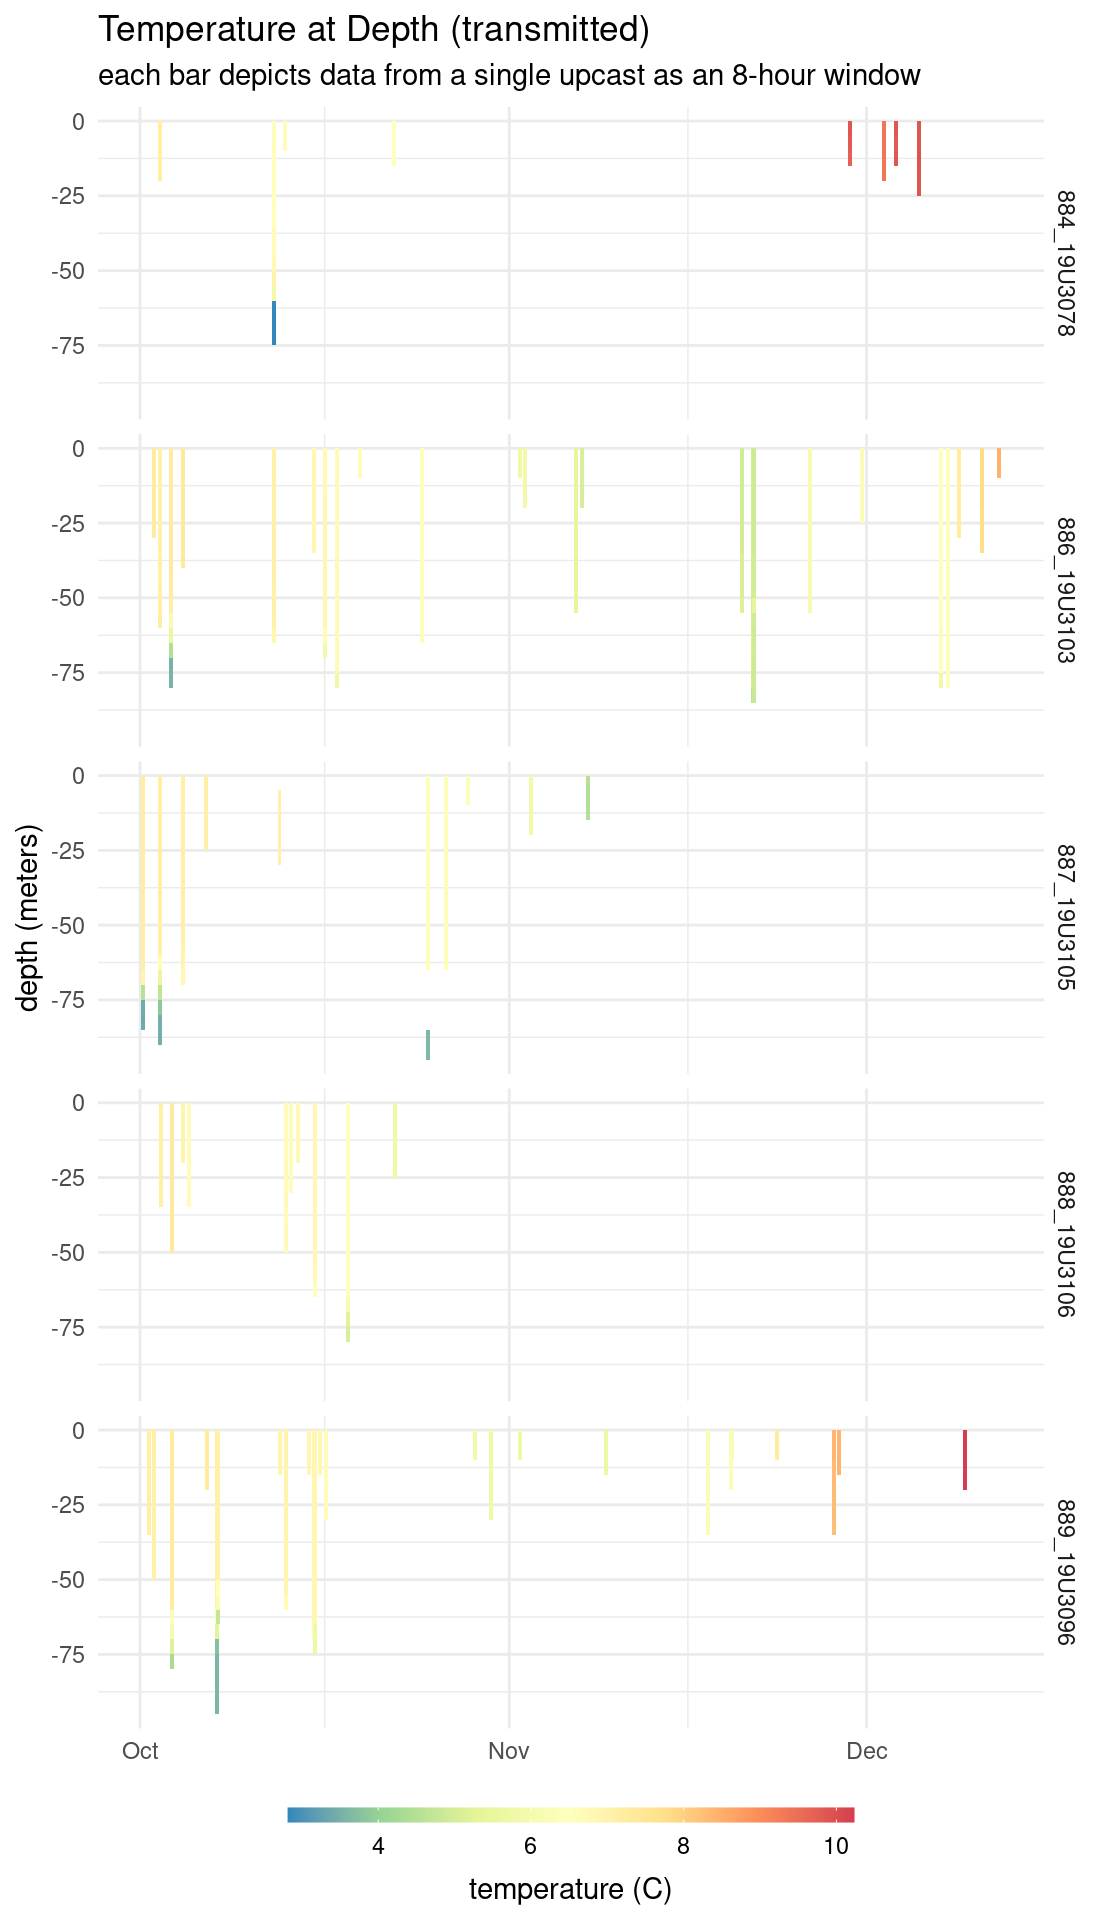 Temperature at Depth (transmitted)
each bar depicts data from a single upcast as an 8-hour window
depth (meters)
0
-25
-50
-75
884_19U3078
0
-25
-50
-75
886_19U3103
0
-25
-50
-75
887_19U3105
0
-25
-50
-75
888_19U3106
0
-25
-50
-75
889_19U3096
Oct Nov Dec
4 6 8 10
temperature (C)